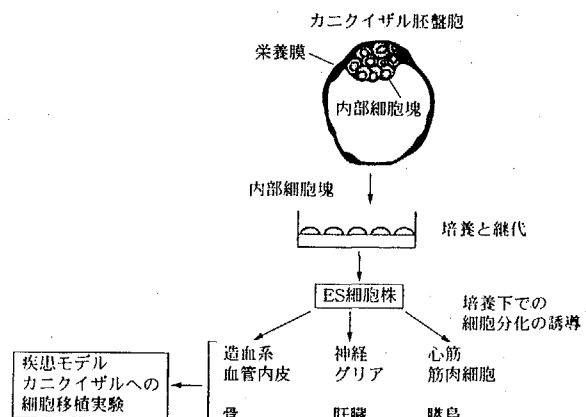 カニクイザル胚盤胞
栄養膜
内部細胞塊
内部細胞塊
培養と継代
ES細胞株
培養下での
細胞分化の誘導
造血系
血管内皮
神経
グリア
心筋
筋肉細胞
疾患モデル
カニクイザルへの
細胞移植実験
骨
肝臓
膵島